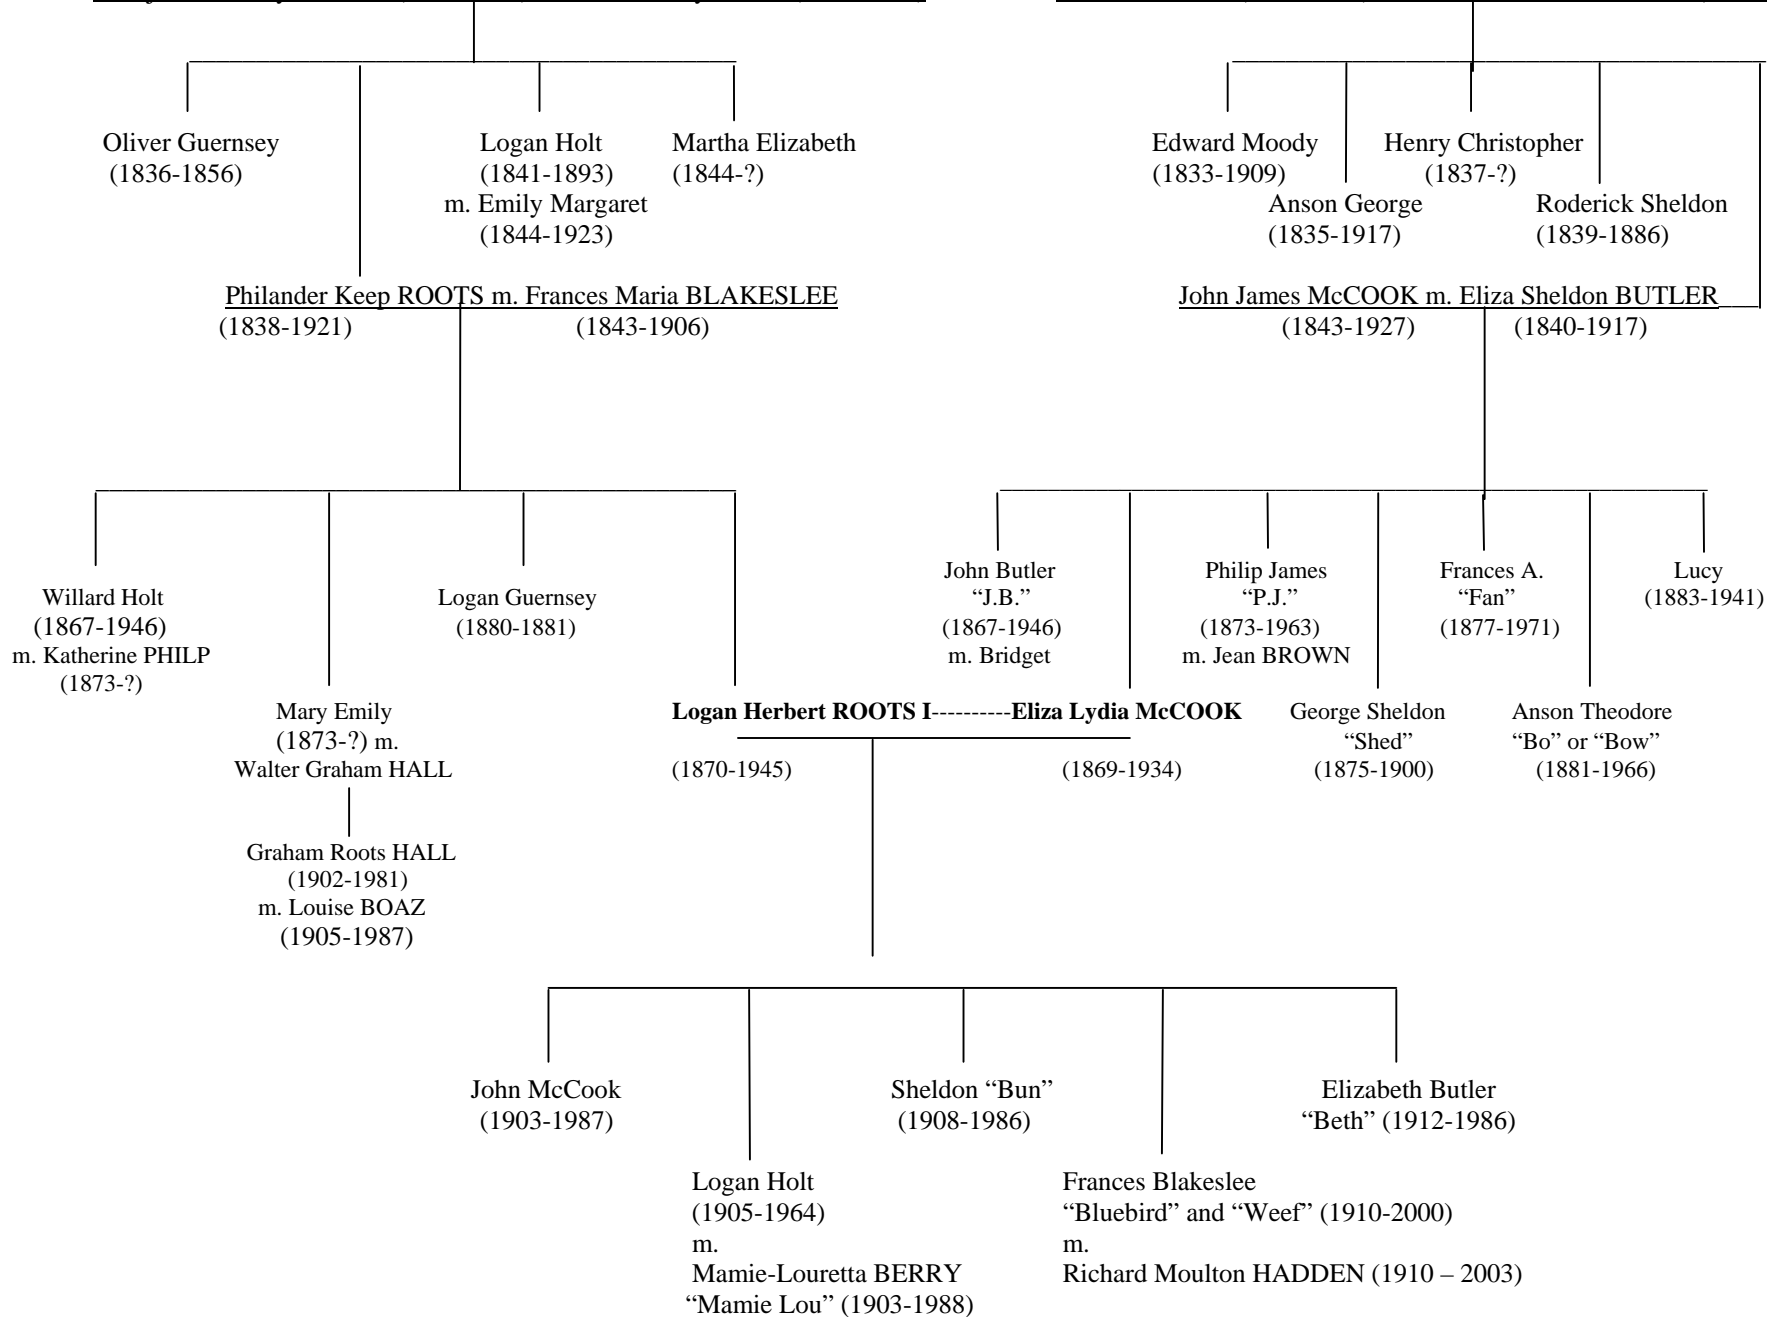 Oliver Guernsey
(1836-1856)
Logan Holt
(1841-1893)
m. Emily Margaret
(1844-1923)
Martha Elizabeth
(1844-?)
Edward Moody
(1833-1909)
Anson George
(1835-1917)
Henry Christopher
(1837-?)
Roderick Sheldon
(1839-1886)
Philander Keep ROOTS m. Frances Maria BLAKESLEE
(1838-1921) (1843-1906)
John James McCOOK m. Eliza Sheldon BUTLER
(1843-1927) (1840-1917)
Willard Holt
(1867-1946)
m. Katherine PHILP
(1873-?)
Mary Emily
(1873-?) m.
Walter Graham HALL
Graham Roots HALL
(1902-1981)
m. Louise BOAZ
(1905-1987)
Logan Guernsey
(1880-1881)
Logan Herbert ROOTS I----------Eliza Lydia McCOOK
(1870-1945) (1869-1934)
John Butler
“J.B.”
(1867-1946)
m. Bridget
Philip James
“P.J.”
(1873-1963)
m. Jean BROWN
George Sheldon
“Shed”
(1875-1900)
Frances A.
“Fan”
(1877-1971)
Anson Theodore
“Bo” or “Bow”
(1881-1966)
Lucy
(1883-1941)
John McCook
(1903-1987)
Logan Holt
(1905-1964)
m.
Mamie-Louretta BERRY
“Mamie Lou” (1903-1988)
Sheldon “Bun”
(1908-1986)
Frances Blakeslee
“Bluebird” and “Weef” (1910-2000)
m.
Richard Moulton HADDEN (1910 – 2003)
Elizabeth Butler
“Beth” (1912-1986)